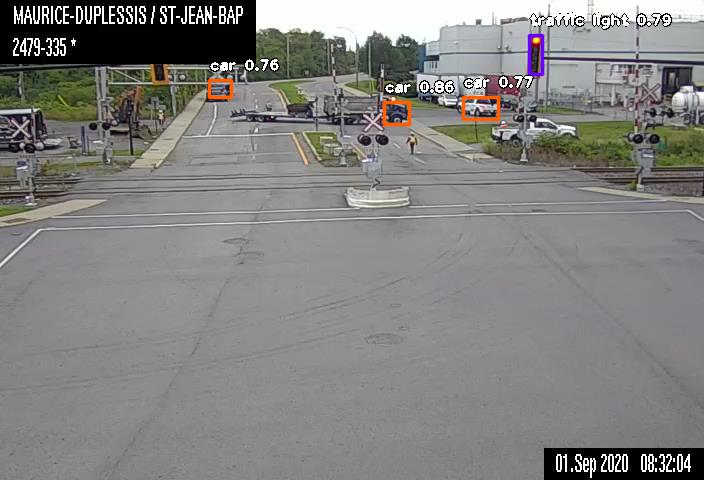 MAURICE-DUPLESSIS / ST-JEAN-BAP
2479-335 *
traffic light 0.79
car 0.76
car 0.86
car 0.77
01.Sep 2020 08:32:04